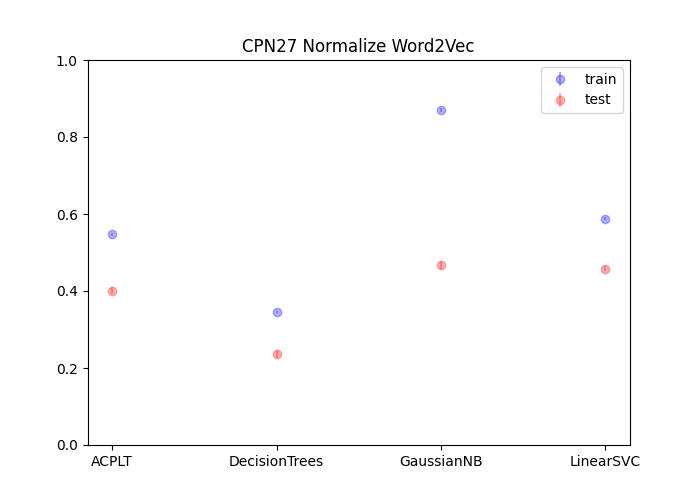 CPN27 Normalize Word2Vec
1.0
0.8
0.6
0.4
0.2
0.0
train
test
ACPLT DecisionTrees GaussianNB LinearSVC